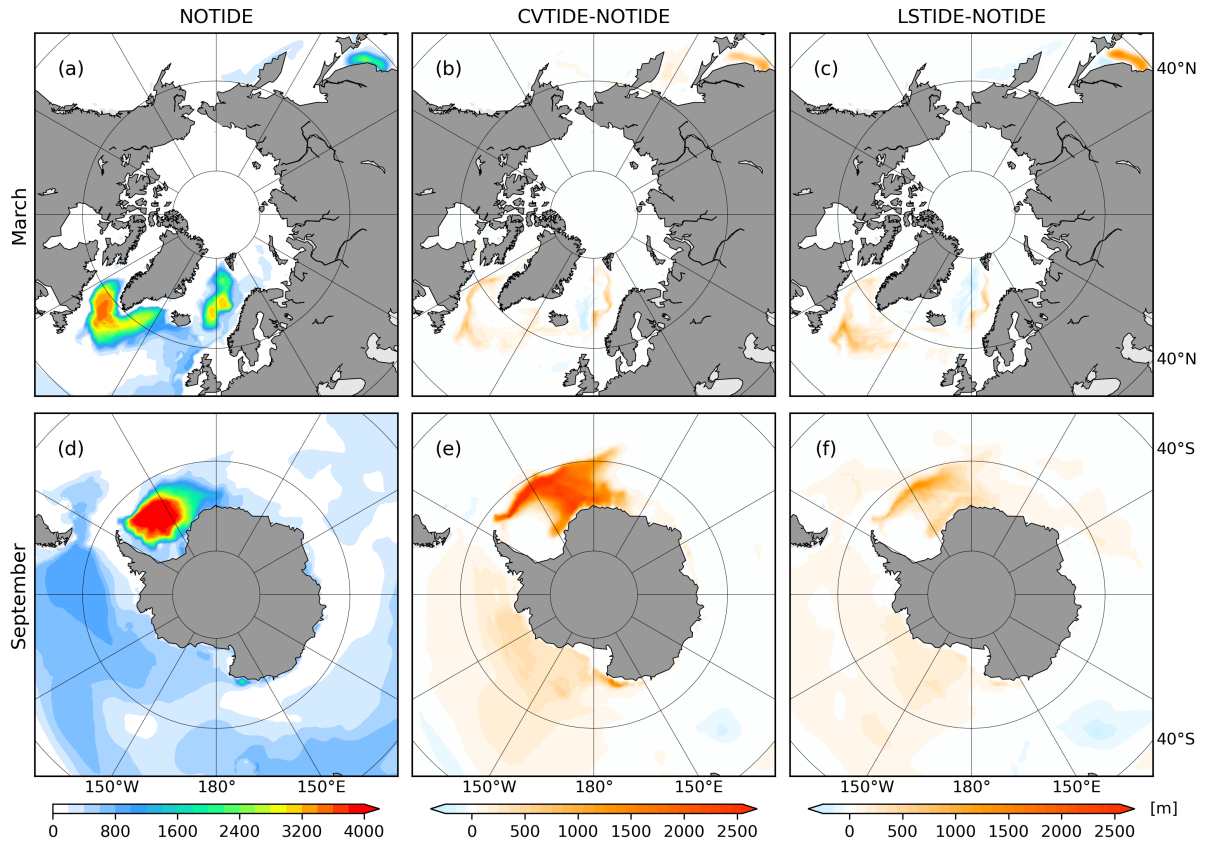 NOTIDE CVTIDE-NOTIDE LSTIDE-NOTIDE
March
(a) (b) (c) 40°N
40°N
September
(d) (e) (f) 40°S
40°S
150°W 180° 150°E 150°W 180° 150°E 150°W 180° 150°E
[m]
0 800 1600 2400 3200 4000 0 500 1000 1500 2000 2500 0 500 1000 1500 2000 2500